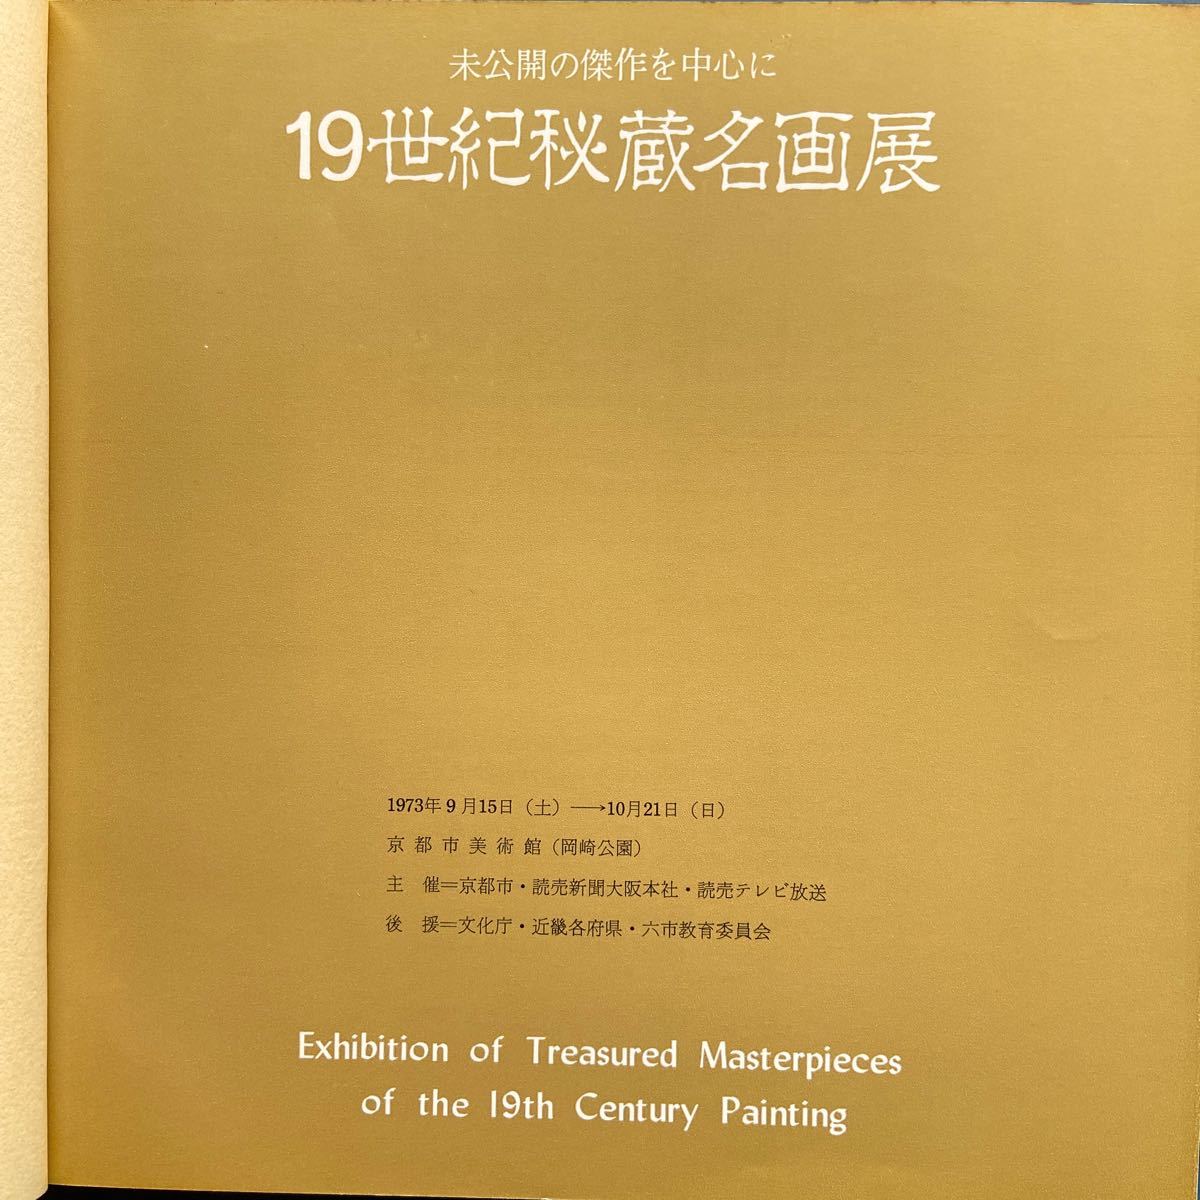 未公開の傑作を中心に
19世紀秘蔵名画展
1973年9月15日（土）→10月21日（日）
京都市美術館（岡崎公園）
主　催＝京都市・読売新聞大阪本社・読売テレビ放送
後　援＝文化庁・近畿各府県・六市教育委員会
Exhibition of Treasured Masterpieces
of the 19th Century Painting